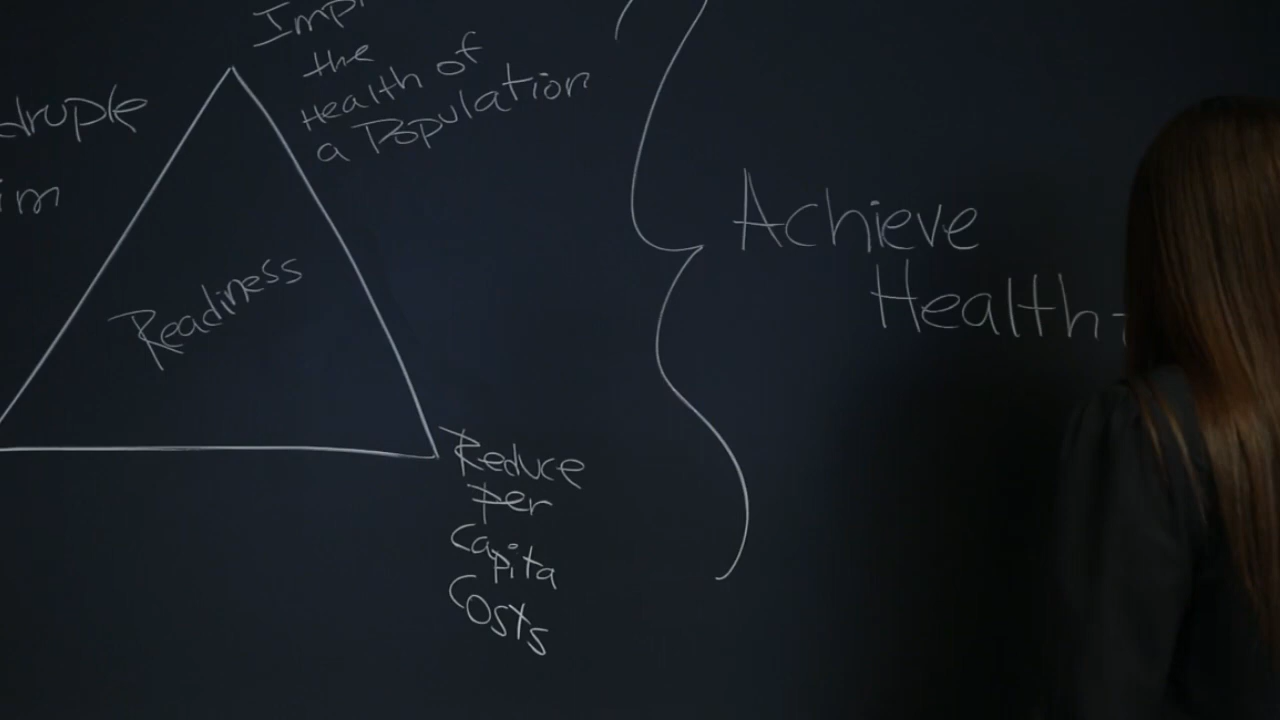 the
Health of
a Population
druple
im
Readiness
Reduce
per
Capita
Costs
Achieve
Health-